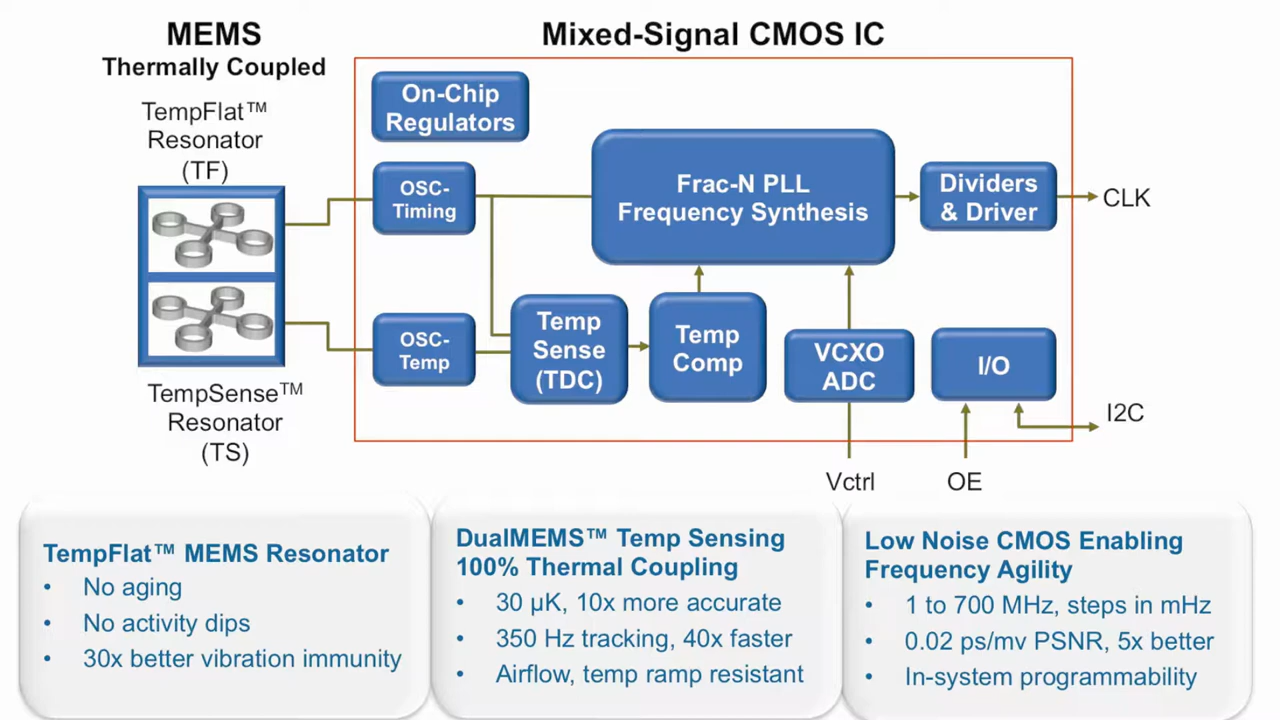 MEMS
Thermally Coupled
TempFlat™
Resonator
(TF)
TempSense™
Resonator
(TS)
Mixed-Signal CMOS IC
On-Chip
Regulators
OSC-
Timing
OSC-
Temp
Frac-N PLL
Frequency Synthesis
Dividers
& Driver
CLK
Temp
Sense
(TDC)
Temp
Comp
VCXO
ADC
I/O
I2C
Vctrl
OE
TempFlat™ MEMS Resonator
• No aging
• No activity dips
• 30x better vibration immunity
DualMEMS™ Temp Sensing
100% Thermal Coupling
• 30 µK, 10x more accurate
• 350 Hz tracking, 40x faster
• Airflow, temp ramp resistant
Low Noise CMOS Enabling
Frequency Agility
• 1 to 700 MHz, steps in mHz
• 0.02 ps/mv PSNR, 5x better
• In-system programmability